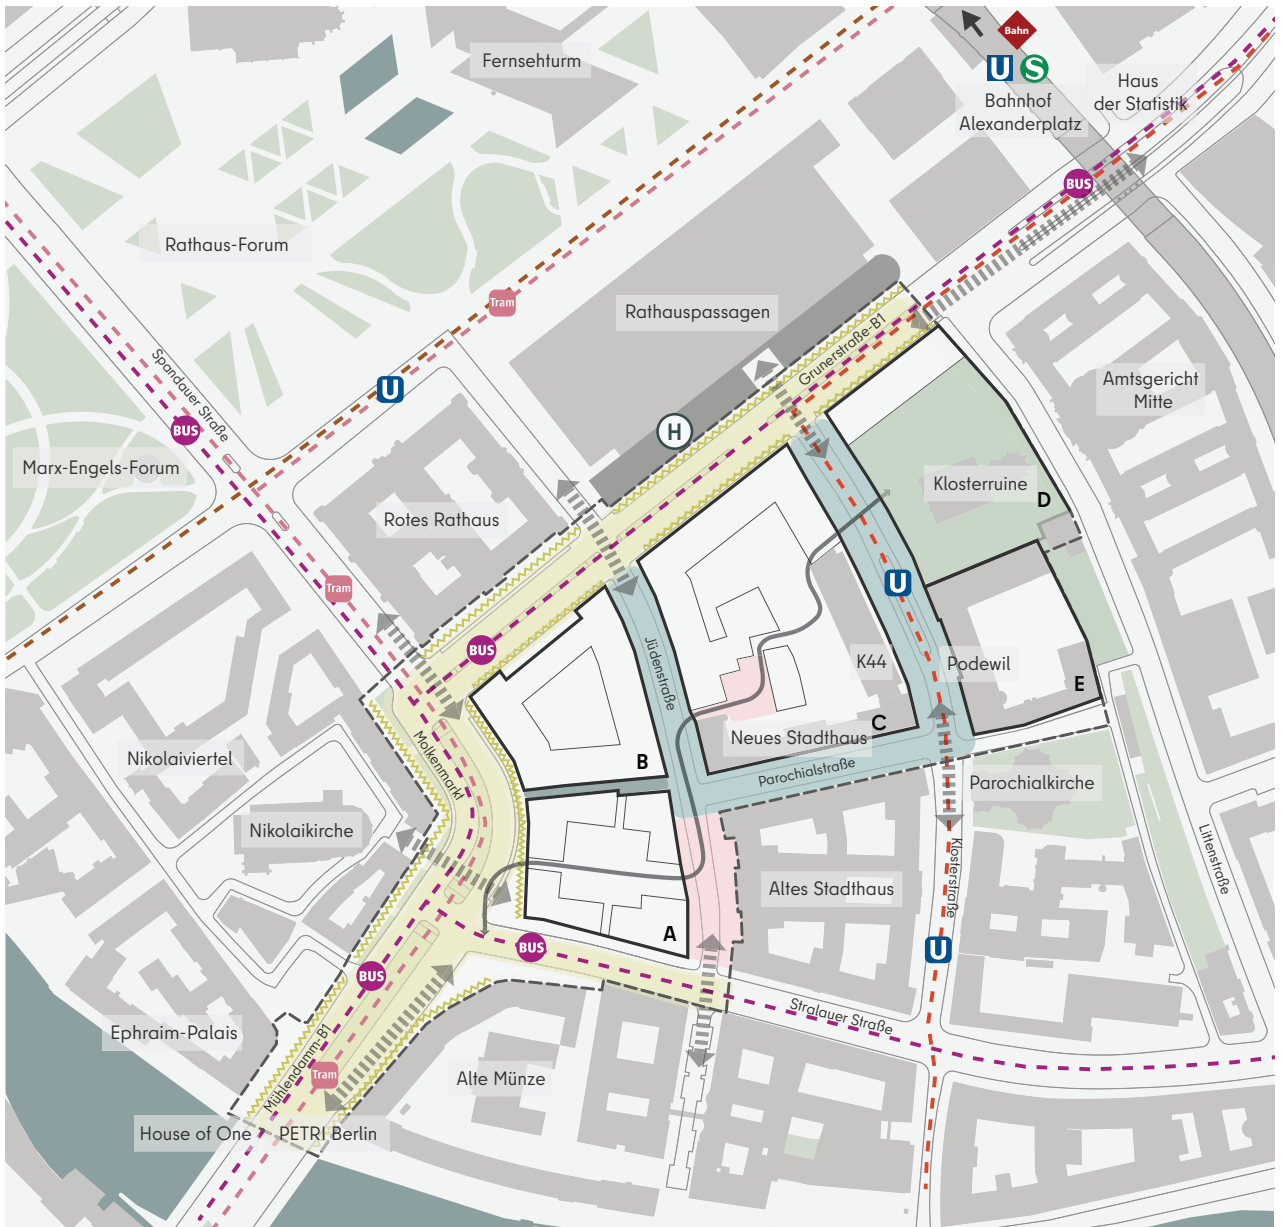 Bahn
Fernsehturm
U S
Haus
der Statistik
Bahnhof
Alexanderplatz
BUS
Rathaus-Forum
Tram
Rathauspassagen
Grunerstraße-B1
Spandauer Straße
U
Amtsgericht
Mitte
BUS
H
Marx-Engels-Forum
Klosterruine
D
Rotes Rathaus
U
Tram
BUS
Jüdenstraße
K44
Podewil
E
C
Neues Stadthaus
Molkenmarkt
Nikolaiviertel
B
Parochialstraße
Parochialkirche
Nikolaikirche
Littenstraße
Klosterstraße
Altes Stadthaus
A
BUS
U
BUS
Stralauer Straße
Ephraim-Palais
Mühlendamm-B1
Tram
Alte Münze
House of One
PETRI Berlin